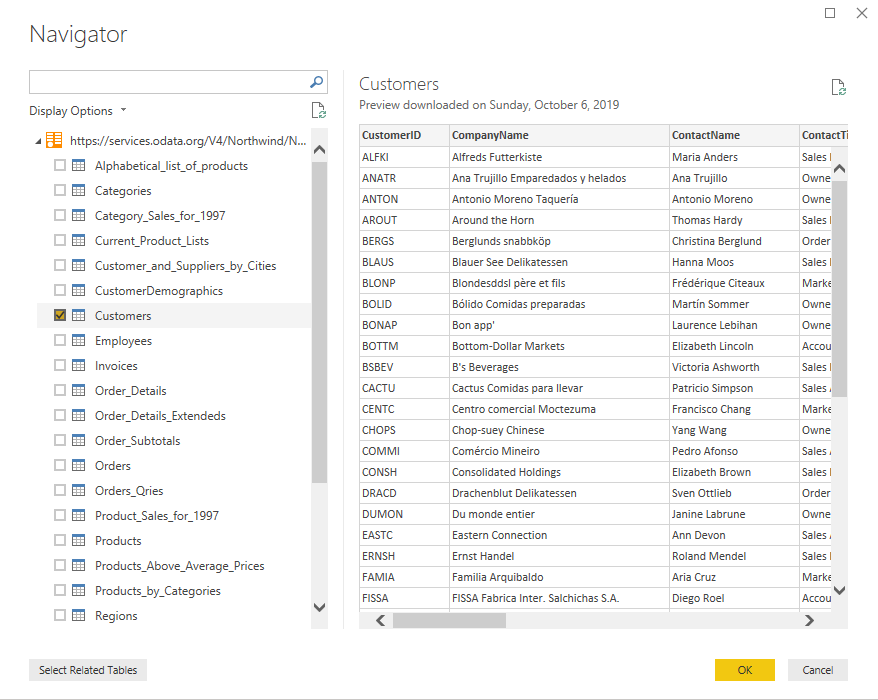 Navigator
Display Options
https://services.odata.org/V4/Northwind/N...
Alphabetical_list_of_products
Categories
Category_Sales_for_1997
Current_Product_Lists
Customer_and_Suppliers_by_Cities
CustomerDemographics
Customers
Employees
Invoices
Order_Details
Order_Details_Extendeds
Order_Subtotals
Orders
Orders_Qries
Product_Sales_for_1997
Products
Products_Above_Average_Prices
Products_by_Categories
Regions
Select Related Tables
Customers
Preview downloaded on Sunday, October 6, 2019
CustomerID CompanyName ContactName ContactTi
ALFKI Alfreds Futterkiste Maria Anders Sales
ANATR Ana Trujillo Emparedados y helados Ana Trujillo Owne
ANTON Antonio Moreno Taquería Antonio Moreno Owne
AROUT Around the Horn Thomas Hardy Sales
BERGS Berglunds snabbköp Christina Berglund Order
BLAUS Blauer See Delikatessen Hanna Moos Sales
BLONP Blondesddsl père et fils Frédérique Citeaux Marke
BOLID Bólido Comidas preparadas Martín Sommer Owne
BONAP Bon app' Laurence Lebihan Owne
BOTTM Bottom-Dollar Markets Elizabeth Lincoln Accou
BSBEV B's Beverages Victoria Ashworth Sales
CACTU Cactus Comidas para llevar Patricio Simpson Sales
CENTC Centro comercial Moctezuma Francisco Chang Marke
CHOPS Chop-suey Chinese Yang Wang Owne
COMMI Comércio Mineiro Pedro Afonso Sales
CONSH Consolidated Holdings Elizabeth Brown Sales
DRACD Drachenblut Delikatessen Sven Ottlieb Order
DUMON Du monde entier Janine Labrune Owne
EASTC Eastern Connection Ann Devon Sales
ERNSH Ernst Handel Roland Mendel Sales
FAMIA Familia Arquibaldo Aria Cruz Marke
FISSA FISSA Fabrica Inter. Salchichas S.A. Diego Roel Accou
OK
Cancel